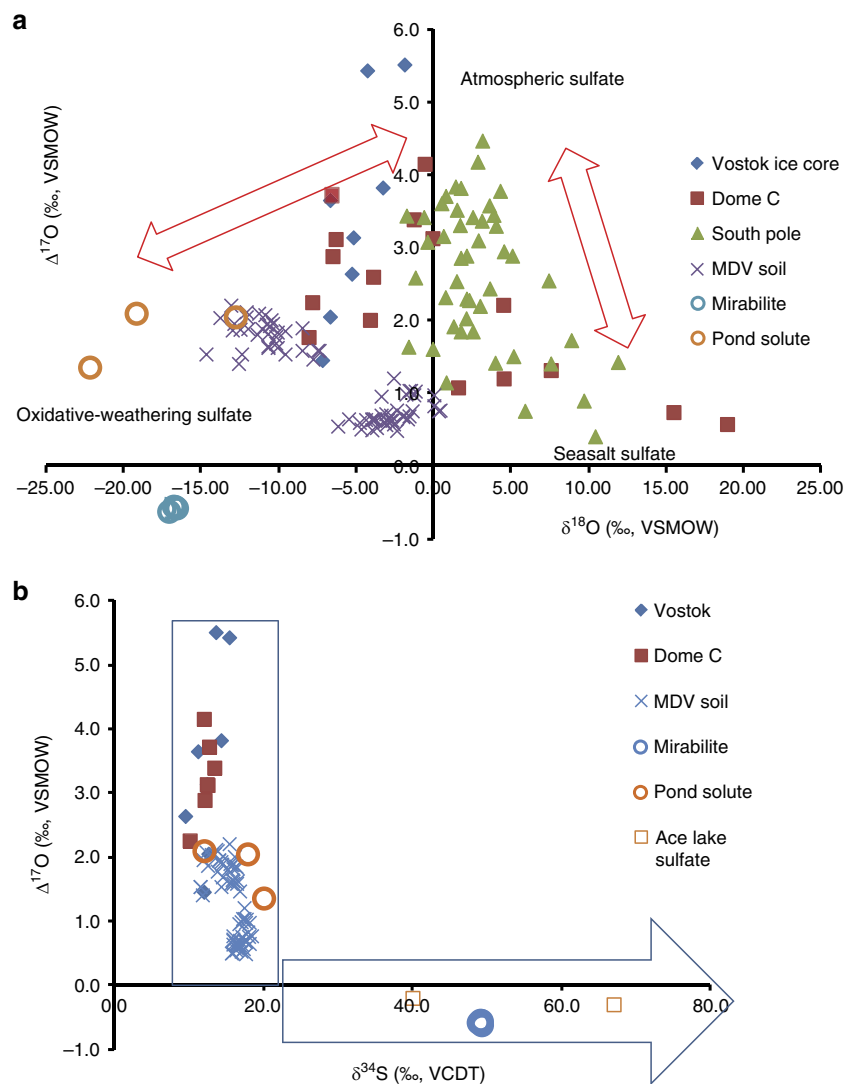 a
6.0
5.0
4.0
3.0
2.0
1.0
0.0
–1.0
Δ¹⁷O (‰, VSMOW)
Atmospheric sulfate
Oxidative-weathering sulfate
Seasalt sulfate
–25.00 –20.00 –15.00 –10.00 –5.00 0.00 5.00 10.00 15.00 20.00 25.00
δ¹⁸O (‰, VSMOW)
Vostok ice core
Dome C
South pole
MDV soil
Mirabilite
Pond solute
b
6.0
5.0
4.0
3.0
2.0
1.0
0.0
–1.0
Δ¹⁷O (‰, VSMOW)
0.0 20.0 40.0 60.0 80.0
δ³⁴S (‰, VCDT)
Vostok
Dome C
MDV soil
Mirabilite
Pond solute
Ace lake
sulfate